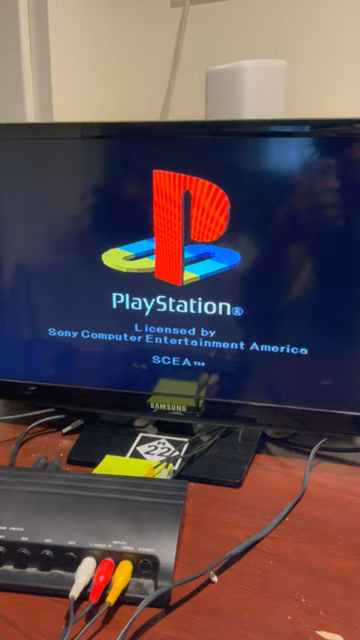 PlayStation®
Licensed by
Sony Computer Entertainment America
SCEA™
SAMSUNG
22